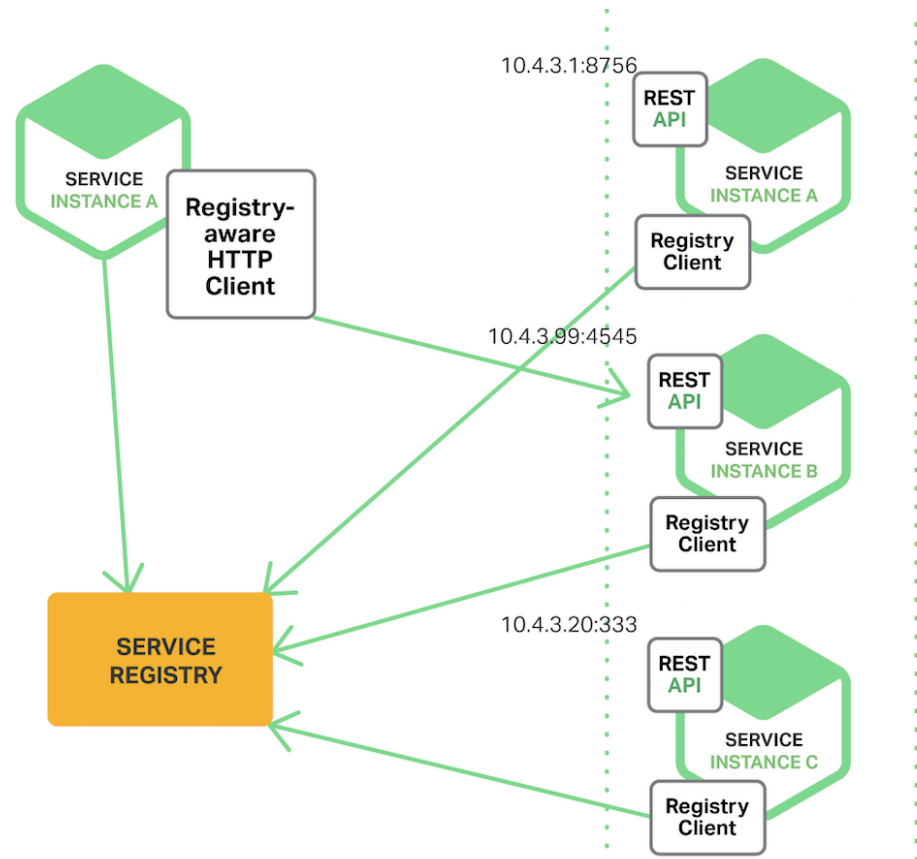 SERVICE
INSTANCE A
Registry-
aware
HTTP
Client
SERVICE
REGISTRY
10.4.3.1:8756
REST
API
SERVICE
INSTANCE A
Registry
Client
10.4.3.99:4545
REST
API
SERVICE
INSTANCE B
Registry
Client
10.4.3.20:333
REST
API
SERVICE
INSTANCE C
Registry
Client